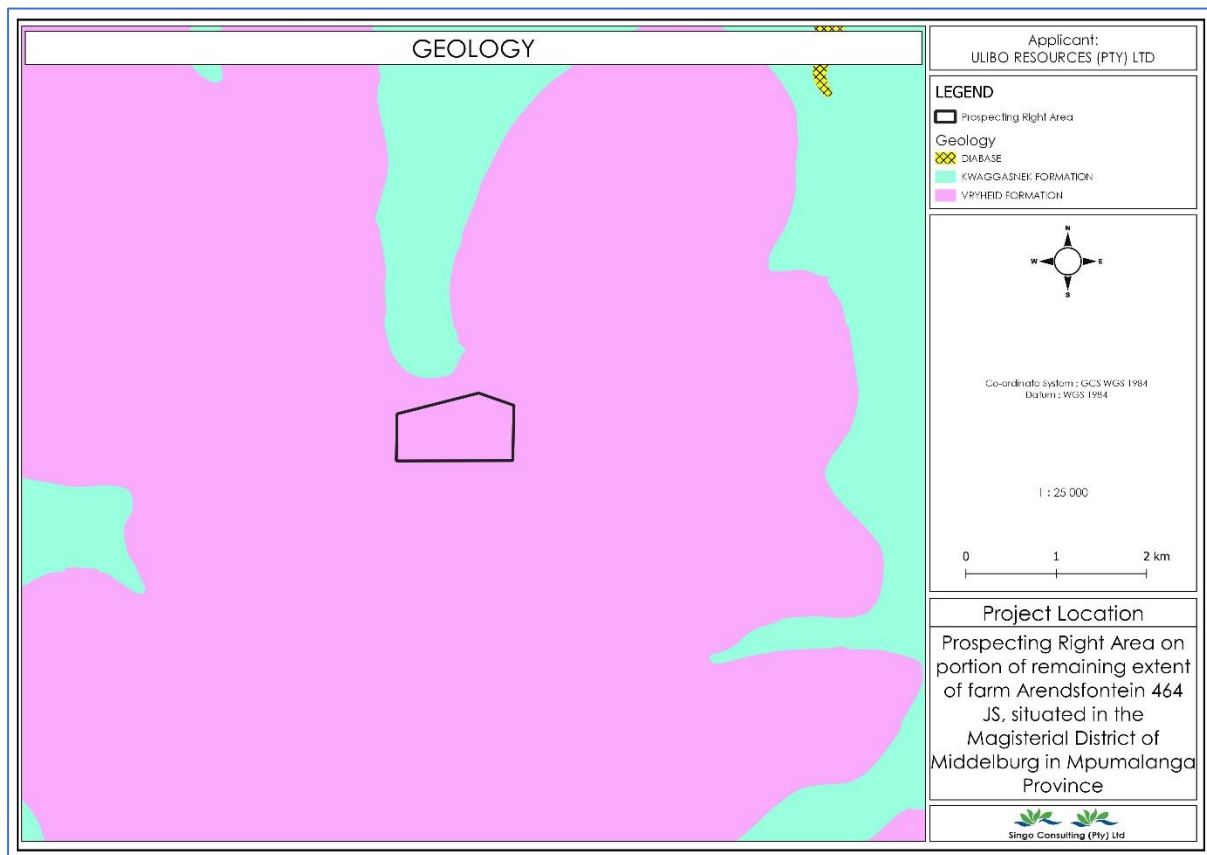 GEOLOGY
Applicant:
ULIBO RESOURCES (PTY) LTD
LEGEND
Prospecting Right Area
Geology
DIABASE
KWAGGASNEK FORMATION
VRYHEID FORMATION
N
W E
S
Co-ordinate System : GCS WGS 1984
Datum : WGS 1984
1 : 25 000
0 1 2 km
Project Location
Prospecting Right Area on
portion of remaining extent
of farm Arendsfontein 464
JS, situated in the
Magisterial District of
Middelburg in Mpumalanga
Province
Singo Consulting (Pty) Ltd